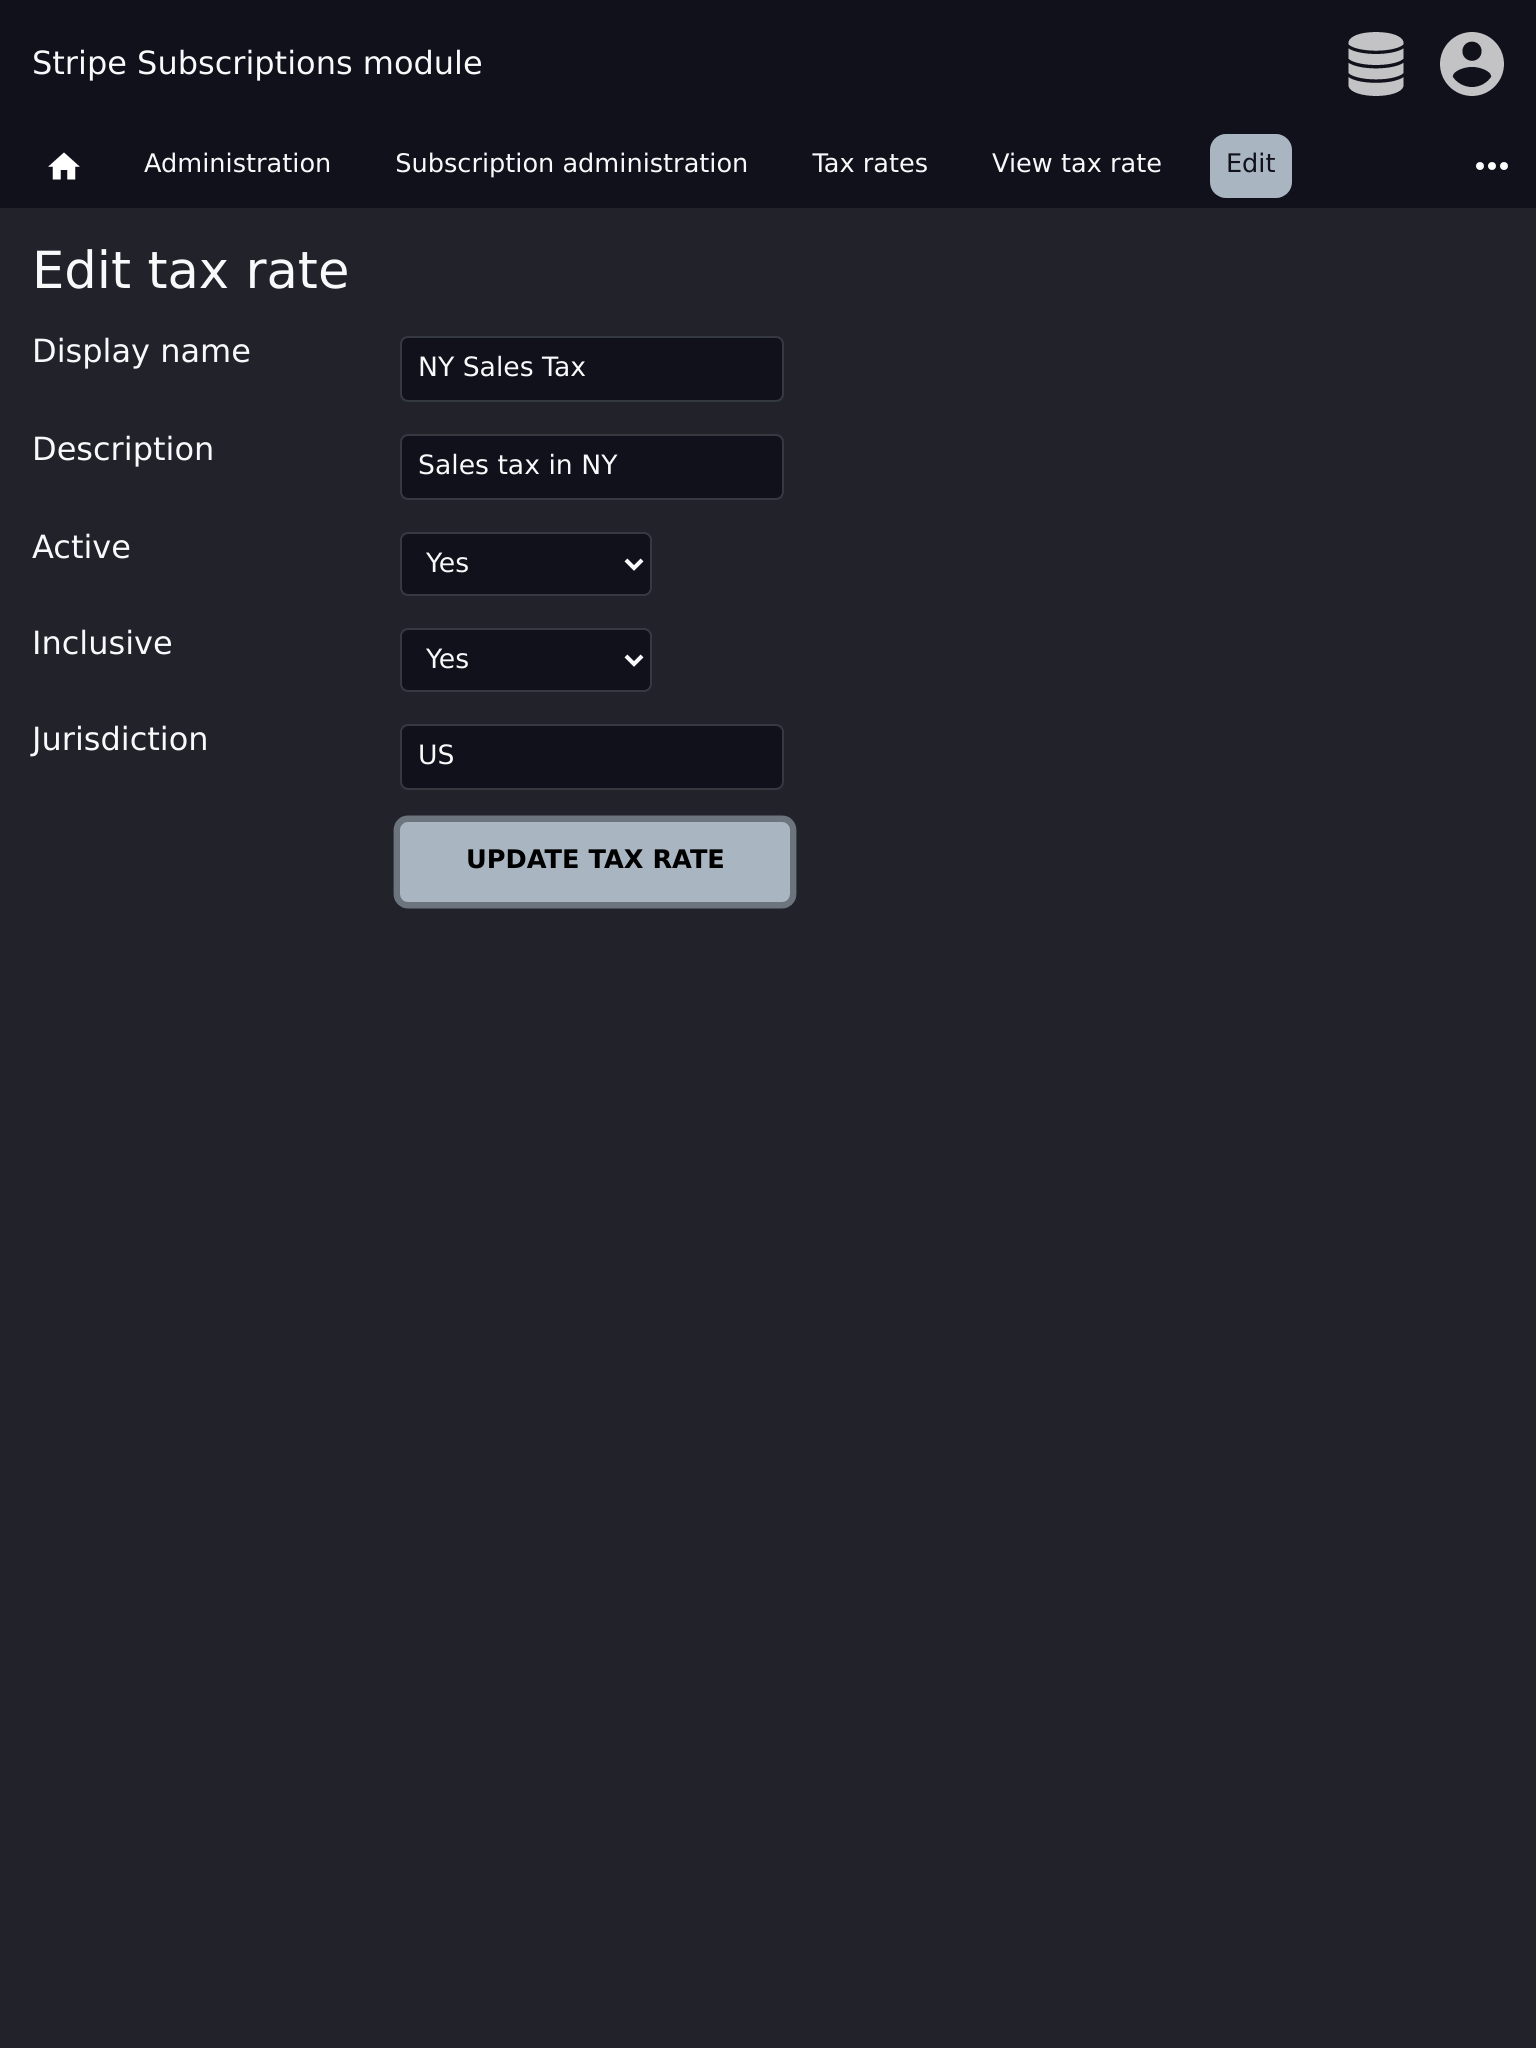 Stripe Subscriptions module
Administration Subscription administration Tax rates View tax rate Edit
Edit tax rate
Display name NY Sales Tax
Description Sales tax in NY
Active Yes
Inclusive Yes
Jurisdiction US
UPDATE TAX RATE